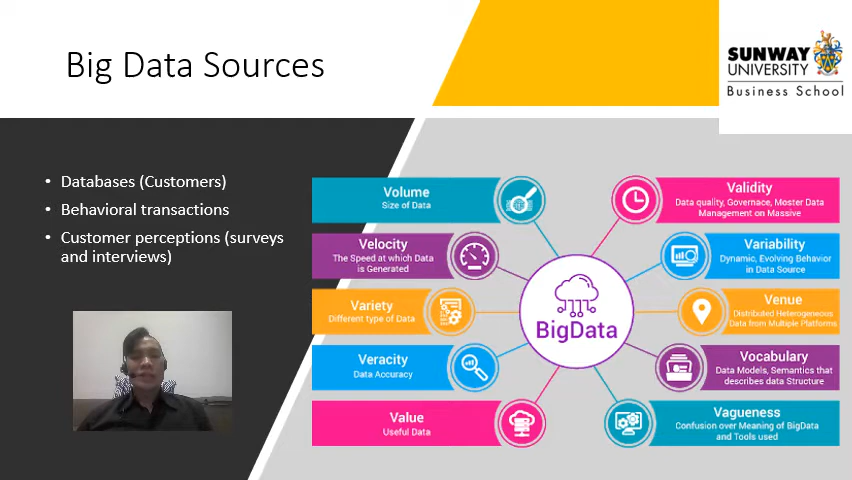 Big Data Sources
SUNWAY
UNIVERSITY
Business School
• Databases (Customers)
• Behavioral transactions
• Customer perceptions (surveys
and interviews)
Volume
Size of Data
Velocity
The Speed at which Data
is Generated
Variety
Different type of Data
Veracity
Data Accuracy
Value
Useful Data
BigData
Validity
Data quality, Governace, Moster Data
Management on Massive
Variability
Dynamic, Evolving Behavior
in Data Source
Venue
Distributed Heterogeneous
Data from Multiple Platforms
Vocabulary
Data Models, Semantics that
describes data Structure
Vagueness
Confusion over Meaning of BigData
and Tools used